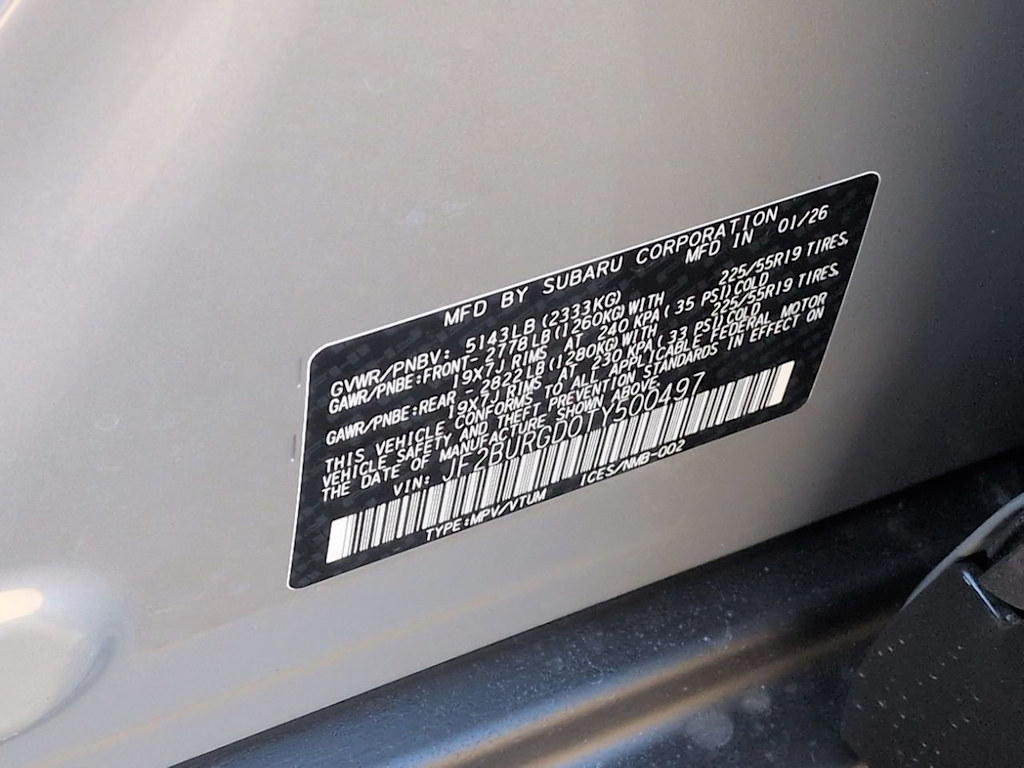 MFD BY SUBARU CORPORATION
MFD IN 01/26
GVWR/PNBV: 5143LB(2333KG)
GAWR/PNBE:FRONT- 2778LB(1260KG)WITH 225/55R19 TIRES,
19X7J RIMS AT 240 KPA(35 PSI)COLD
GAWR/PNBE:REAR - 2822LB(1280KG)WITH 225/55R19 TIRES,
19X7J RIMS AT 230 KPA(33 PSI)COLD
THIS VEHICLE CONFORMS TO ALL APPLICABLE FEDERAL MOTOR
VEHICLE SAFETY AND THEFT PREVENTION STANDARDS IN EFFECT ON
THE DATE OF MANUFACTURE SHOWN ABOVE.
VIN: JF2BURGD0TY500497
TYPE:MPV/VTUM ICES/NMB-002